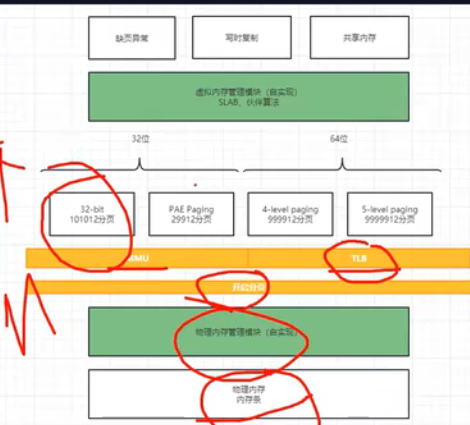 缺页异常
写时复制
共享内存
虚拟内存管理模块（自实现）
SLAB、伙伴算法
32位
64位
32-bit
101012分页
PAE Paging
29912分页
4-level paging
999912分页
5-level paging
9999912分页
MMU
TLB
开启分页
物理内存管理模块（自实现）
物理内存
内存条